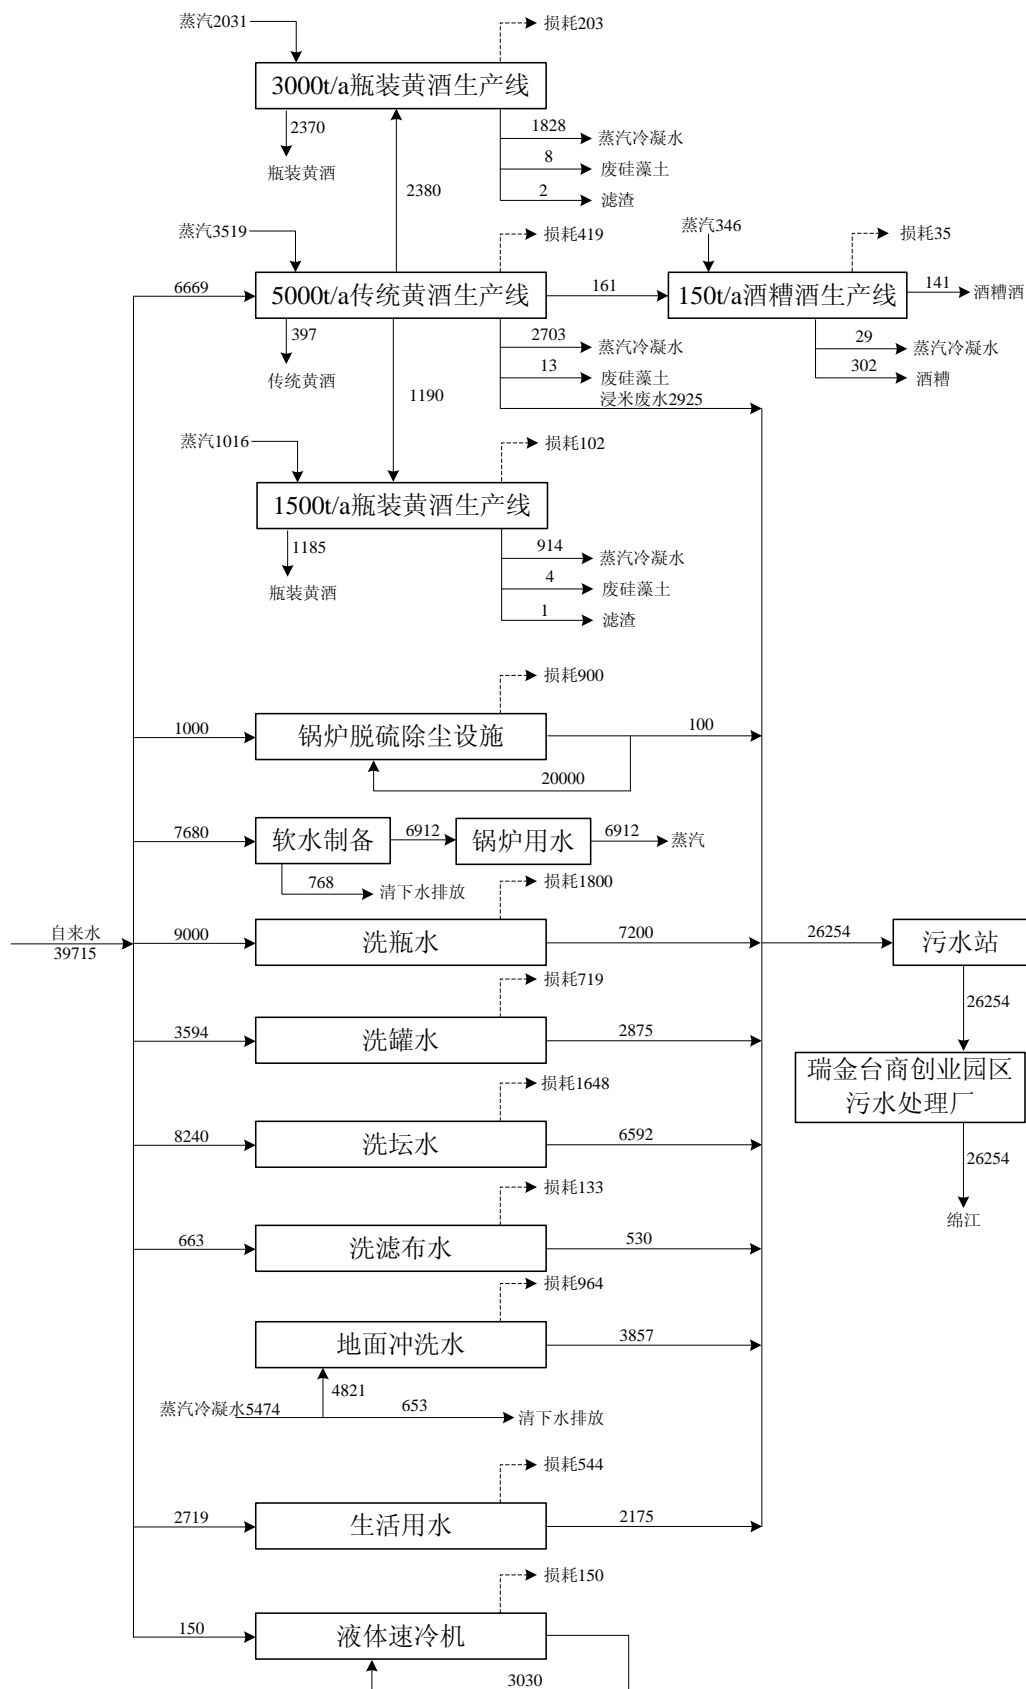 蒸汽2031
损耗203
3000t/a瓶装黄酒生产线
2370
瓶装黄酒
1828
蒸汽冷凝水
8
废硅藻土
2
滤渣
2380
蒸汽3519
损耗419
蒸汽346
损耗35
6669
5000t/a传统黄酒生产线
161
150t/a酒糟酒生产线
141
酒糟酒
397
传统黄酒
2703
蒸汽冷凝水
13
废硅藻土
浸米废水2925
29
蒸汽冷凝水
302
酒糟
1190
蒸汽1016
损耗102
1500t/a瓶装黄酒生产线
1185
瓶装黄酒
914
蒸汽冷凝水
4
废硅藻土
1
滤渣
损耗900
1000
锅炉脱硫除尘设施
100
20000
7680
软水制备
6912
锅炉用水
6912
蒸汽
768
清下水排放
损耗1800
自来水
39715
9000
洗瓶水
7200
26254
污水站
损耗719
26254
3594
洗罐水
2875
瑞金台商创业园区
污水处理厂
损耗1648
8240
洗坛水
6592
26254
绵江
损耗133
663
洗滤布水
530
损耗964
地面冲洗水
3857
4821
蒸汽冷凝水5474
653
清下水排放
损耗544
2719
生活用水
2175
损耗150
150
液体速冷机
3030